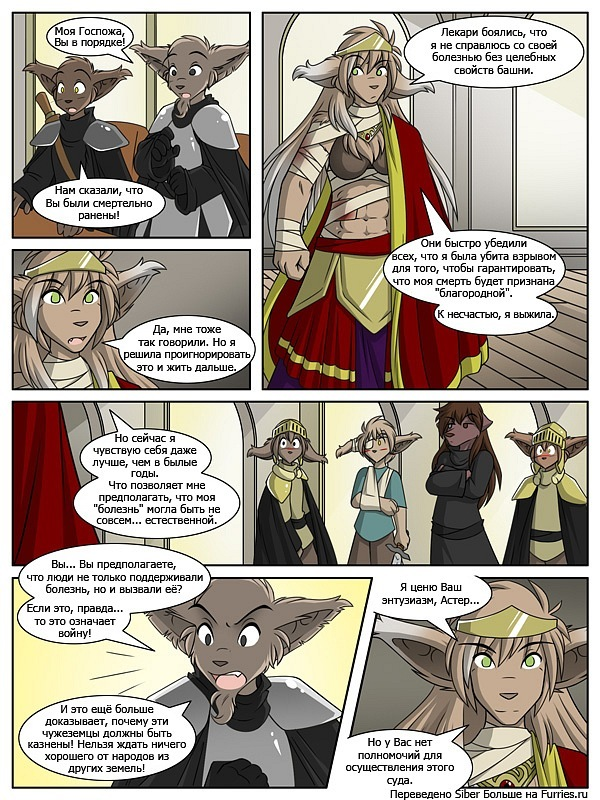 Моя Госпожа,
Вы в порядке!
Нам сказали, что
Вы были смертельно
ранены!
Лекари боялись, что
я не справлюсь со своей
болезнью без целебных
свойств башни.
Они быстро убедили
всех, что я была убита взрывом
для того, чтобы гарантировать,
что моя смерть будет признана
"благородной".
К несчастью, я выжила.
Да, мне тоже
так говорили. Но я
решила проигнорировать
это и жить дальше.
Но сейчас я
чувствую себя даже
лучше, чем в былые
годы.
Что позволяет мне
предполагать, что моя
"болезнь" могла быть не
совсем... естественной.
Вы... Вы предполагаете,
что люди не только поддерживали
болезнь, но и вызвали её?
Если это, правда...
то это означает
войну!
И это ещё больше
доказывает, почему эти
чужеземцы должны быть
казнены! Нельзя ждать ничего
хорошего от народов из
других земель!
Я ценю Ваш
энтузиазм, Астер...
Но у Вас нет
полномочий для
осуществления этого
суда.
Переведено Siber Больше на Furries.ru